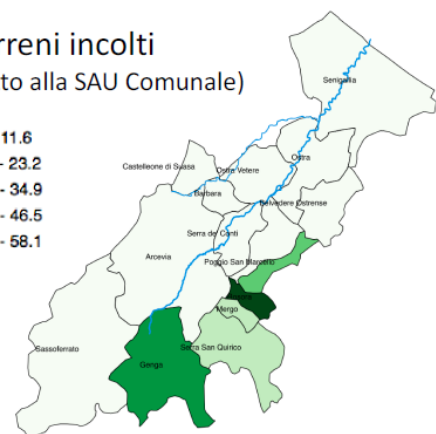 rreni incolti
to alla SAU Comunale)
11.6
- 23.2
- 34.9
- 46.5
- 58.1
Senigallia
Ostra
Castelleone di Suasa
Ostra Vetere
Barbara
Belvedere Ostrense
Serra de' Conti
Arcevia
Poggio San Marcello
Mergo
Sassoferrato
Genga
Serra San Quirico